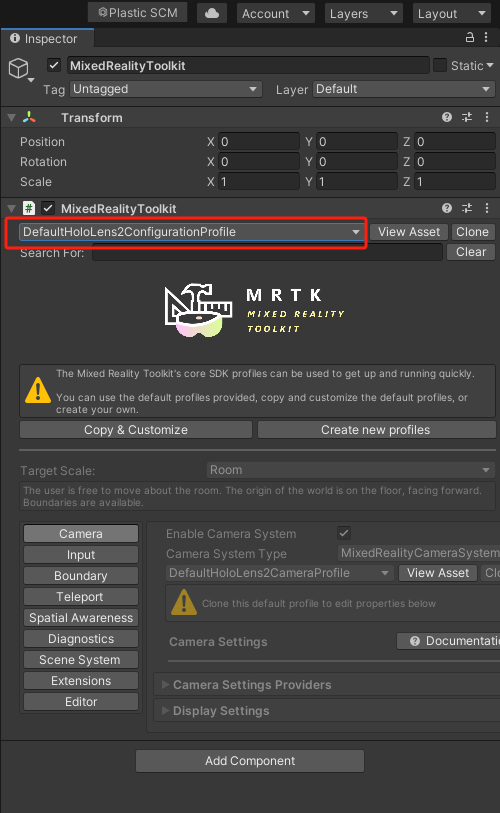 Plastic SCM Account Layers Layout
Inspector
MixedRealityToolkit Static
Tag Untagged Layer Default
Transform
Position X 0 Y 0 Z 0
Rotation X 0 Y 0 Z 0
Scale X 1 Y 1 Z 1
MixedRealityToolkit
DefaultHoloLens2ConfigurationProfile View Asset Clone
Search For: Clear
MRTK
MIXED REALITY
TOOLKIT
The Mixed Reality Toolkit's core SDK profiles can be used to get up and running quickly.
You can use the default profiles provided, copy and customize the default profiles, or
create your own.
Copy & Customize Create new profiles
Target Scale: Room
The user is free to move about the room. The origin of the world is on the floor, facing forward.
Boundaries are available.
Camera Enable Camera System
Input Camera System Type MixedRealityCameraSystem
Boundary DefaultHoloLens2CameraProfile View Asset Clo
Teleport Clone this default profile to edit properties below
Spatial Awareness
Diagnostics Camera Settings Documentatio
Scene System
Extensions Camera Settings Providers
Editor Display Settings
Add Component